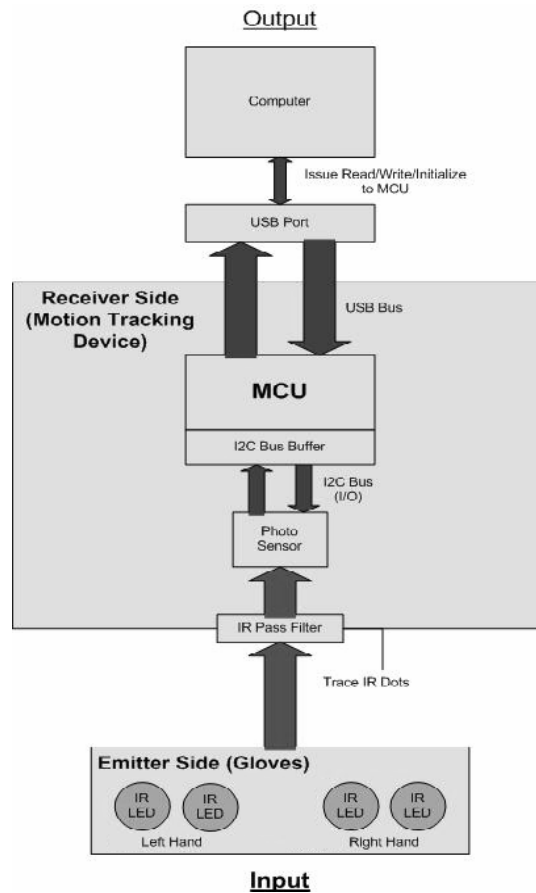 Output
Computer
Issue Read/Write/Initialize
to MCU
USB Port
Receiver Side
(Motion Tracking
Device)
USB Bus
MCU
I2C Bus Buffer
I2C Bus
(I/O)
Photo
Sensor
IR Pass Filter
Trace IR Dots
Emitter Side (Gloves)
IR
LED
IR
LED
IR
LED
IR
LED
Left Hand
Right Hand
Input